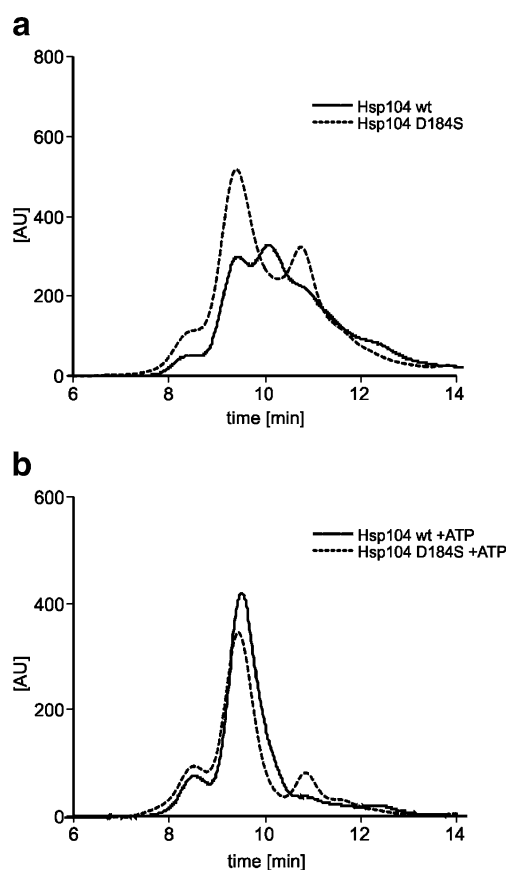 a
800
600
400
200
0
[AU]
Hsp104 wt
Hsp104 D184S
6 8 10 12 14
time [min]
b
600
400
200
0
[AU]
Hsp104 wt +ATP
Hsp104 D184S +ATP
6 8 10 12 14
time [min]